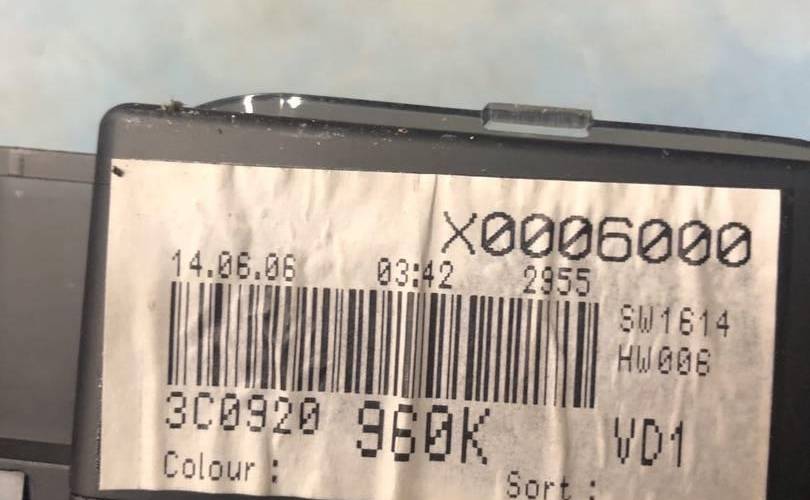 X0006000
14.06.06 03:42 2955
SW1614
HW006
3C0920 960K VD1
Colour :
Sort :